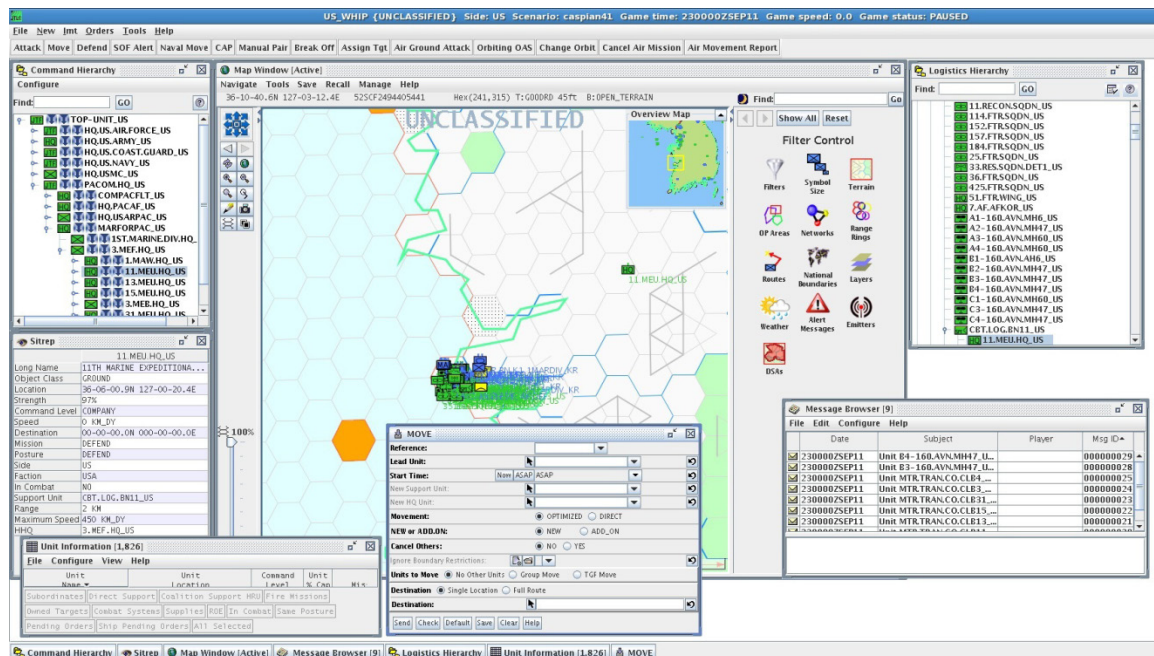 US_WHIP {UNCLASSIFIED} Side: US Scenario: caspian41 Game time: 230000ZSEP11 Game speed: 0.0 Game status: PAUSED
File New Jmt Orders Tools Help
Attack Move Defend SOF Alert Naval Move CAP Manual Pair Break Off Assign Tgt Air Ground Attack Orbiting OAS Change Orbit Cancel Air Mission Air Movement Report
Command Hierarchy
Configure
Find: GO
TOP-UNIT_US
HQ.US.AIR.FORCE_US
HQ.US.ARMY_US
HQ.US.COAST.GUARD_US
HQ.US.NAVY_US
HQ.USMC_US
PACOM.HQ_US
COMPACFLT_US
HQ.PACAF_US
HQ.USARPAC_US
MARFORPAC_US
1ST.MARINE.DIV.HQ_
3.MEF.HQ_US
1.MAW.HQ_US
11.MEU.HQ_US
13.MEU.HQ_US
15.MEU.HQ_US
3.MEB.HQ_US
31.MEU.HQ_US
Sitrep
11.MEU.HQ_US
Long Name 11TH MARINE EXPEDITIONA...
Object Class GROUND
Location 36-06-00.9N 127-00-20.4E
Strength 97%
Command Level COMPANY
Speed 0 KM_DY
Destination 00-00-00.0N 000-00-00.0E
Mission DEFEND
Posture DEFEND
Side US
Faction USA
In Combat NO
Support Unit CBT.LOG.BN11_US
Range 2 KM
Maximum Speed 450 KM_DY
HHQ 3.MEF.HQ_US
Map Window [Active]
Navigate Tools Save Recall Manage Help
36-10-40.6N 127-03-12.4E 52SCF2494405441 Hex(241,315) T:GOODRD 45ft B:OPEN_TERRAIN
UNCLASSIFIED
Overview Map
11.MEU.HQ_US
100%
Find: Go
Show All Reset
Filter Control
Filters Symbol Size Terrain
OP Areas Networks Range Rings
Routes National Boundaries Layers
Weather Alert Messages Emitters
DSAs
Logistics Hierarchy
Find: GO
11.RECON.SQDN_US
114.FTR.SQDN_US
152.FTR.SQDN_US
157.FTR.SQDN_US
184.FTR.SQDN_US
25.FTR.SQDN_US
33.RES.SQDN.DET1_US
36.FTR.SQDN_US
425.FTR.SQDN_US
51.FTR.WING_US
7.AF.AFKOR_US
A1-160.AVN.MH6_US
A2-160.AVN.MH47_US
A3-160.AVN.MH60_US
A4-160.AVN.MH60_US
B1-160.AVN.AH6_US
B2-160.AVN.MH47_US
B3-160.AVN.MH47_US
B4-160.AVN.MH47_US
C1-160.AVN.MH60_US
C3-160.AVN.MH47_US
C4-160.AVN.MH47_US
CBT.LOG.BN11_US
11.MEU.HQ_US
Message Browser [9]
File Edit Configure Help
Date Subject Player Msg ID
230000ZSEP11 Unit B4-160.AVN.MH47_U... 000000029
230000ZSEP11 Unit B3-160.AVN.MH47_U... 000000028
230000ZSEP11 Unit MTR.TRAN.CO.CLB4_... 000000025
230000ZSEP11 Unit MTR.TRAN.CO.CLB3_... 000000024
230000ZSEP11 Unit MTR.TRAN.CO.CLB31_... 000000023
230000ZSEP11 Unit MTR.TRAN.CO.CLB15_... 000000022
230000ZSEP11 Unit MTR.TRAN.CO.CLB13_... 000000021
MOVE
Reference:
Lead Unit:
Start Time: Now ASAP ASAP
New Support Unit:
New HQ Unit:
Movement: OPTIMIZED DIRECT
NEW or ADD.ON: NEW ADD_ON
Cancel Others: NO YES
Ignore Boundary Restrictions:
Units to Move No Other Units Group Move TGF Move
Destination Single Location Full Route
Destination:
Send Check Default Save Clear Help
Unit Information [1,826]
File Configure View Help
Unit Name Unit Location Command Level Unit % Cap Mis
Subordinates Direct Support Coalition Support HRU Fire Missions
Owned Targets Combat Systems Supplies ROE In Combat Same Posture
Pending Orders Ship Pending Orders All Selected
Command Hierarchy Sitrep Map Window [Active] Message Browser [9] Logistics Hierarchy Unit Information [1,826] MOVE